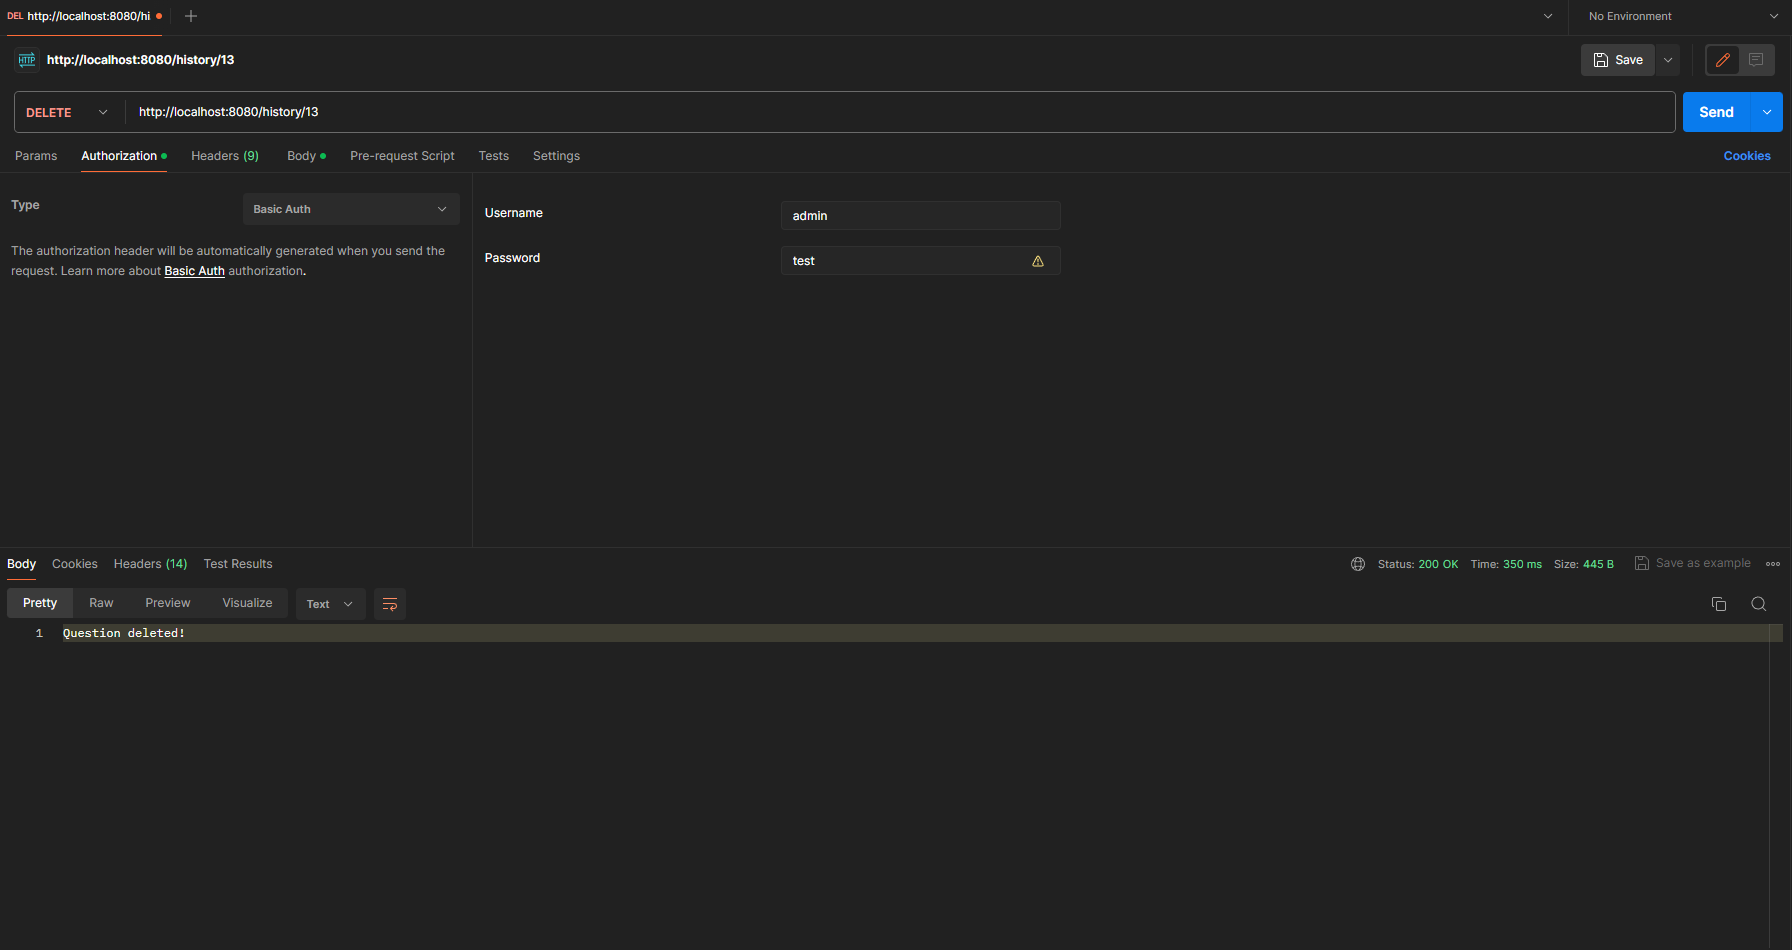 DEL http://localhost:8080/hi
No Environment
HTTP http://localhost:8080/history/13
Save
DELETE http://localhost:8080/history/13
Send
Params Authorization Headers (9) Body Pre-request Script Tests Settings
Cookies
Type
Basic Auth
The authorization header will be automatically generated when you send the
request. Learn more about Basic Auth authorization.
Username
admin
Password
test
Body Cookies Headers (14) Test Results
Status: 200 OK Time: 350 ms Size: 445 B
Save as example
Pretty Raw Preview Visualize Text
1 Question deleted!